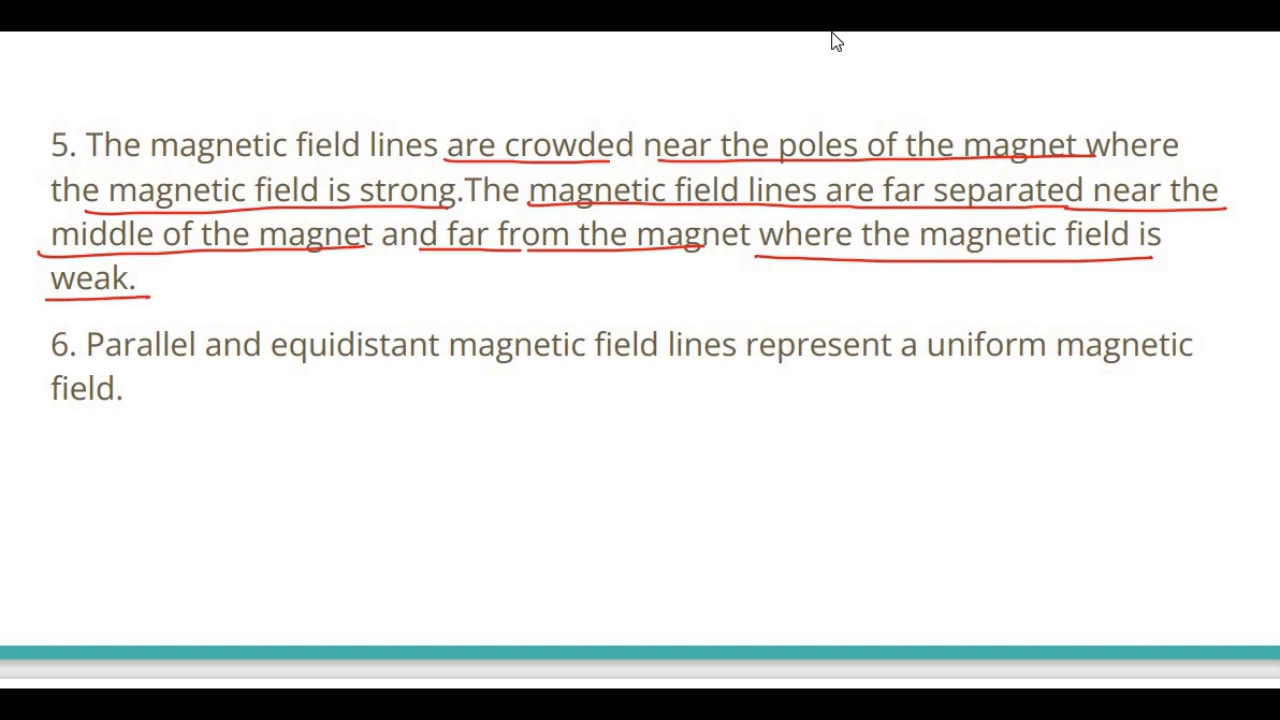 5. The magnetic field lines are crowded near the poles of the magnet where
the magnetic field is strong.The magnetic field lines are far separated near the
middle of the magnet and far from the magnet where the magnetic field is
weak.
6. Parallel and equidistant magnetic field lines represent a uniform magnetic
field.